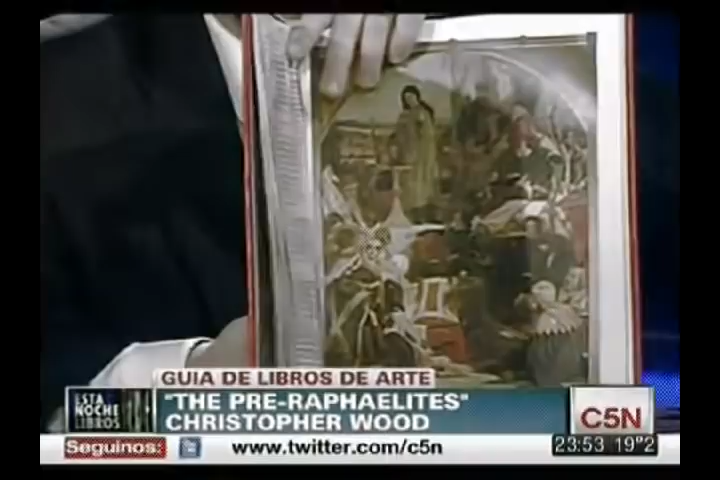 GUIA DE LIBROS DE ARTE
ESTA
NOCHE
LIBROS
"THE PRE-RAPHAELITES"
CHRISTOPHER WOOD
C5N
Seguinos:
www.twitter.com/c5n
23:53 19°2